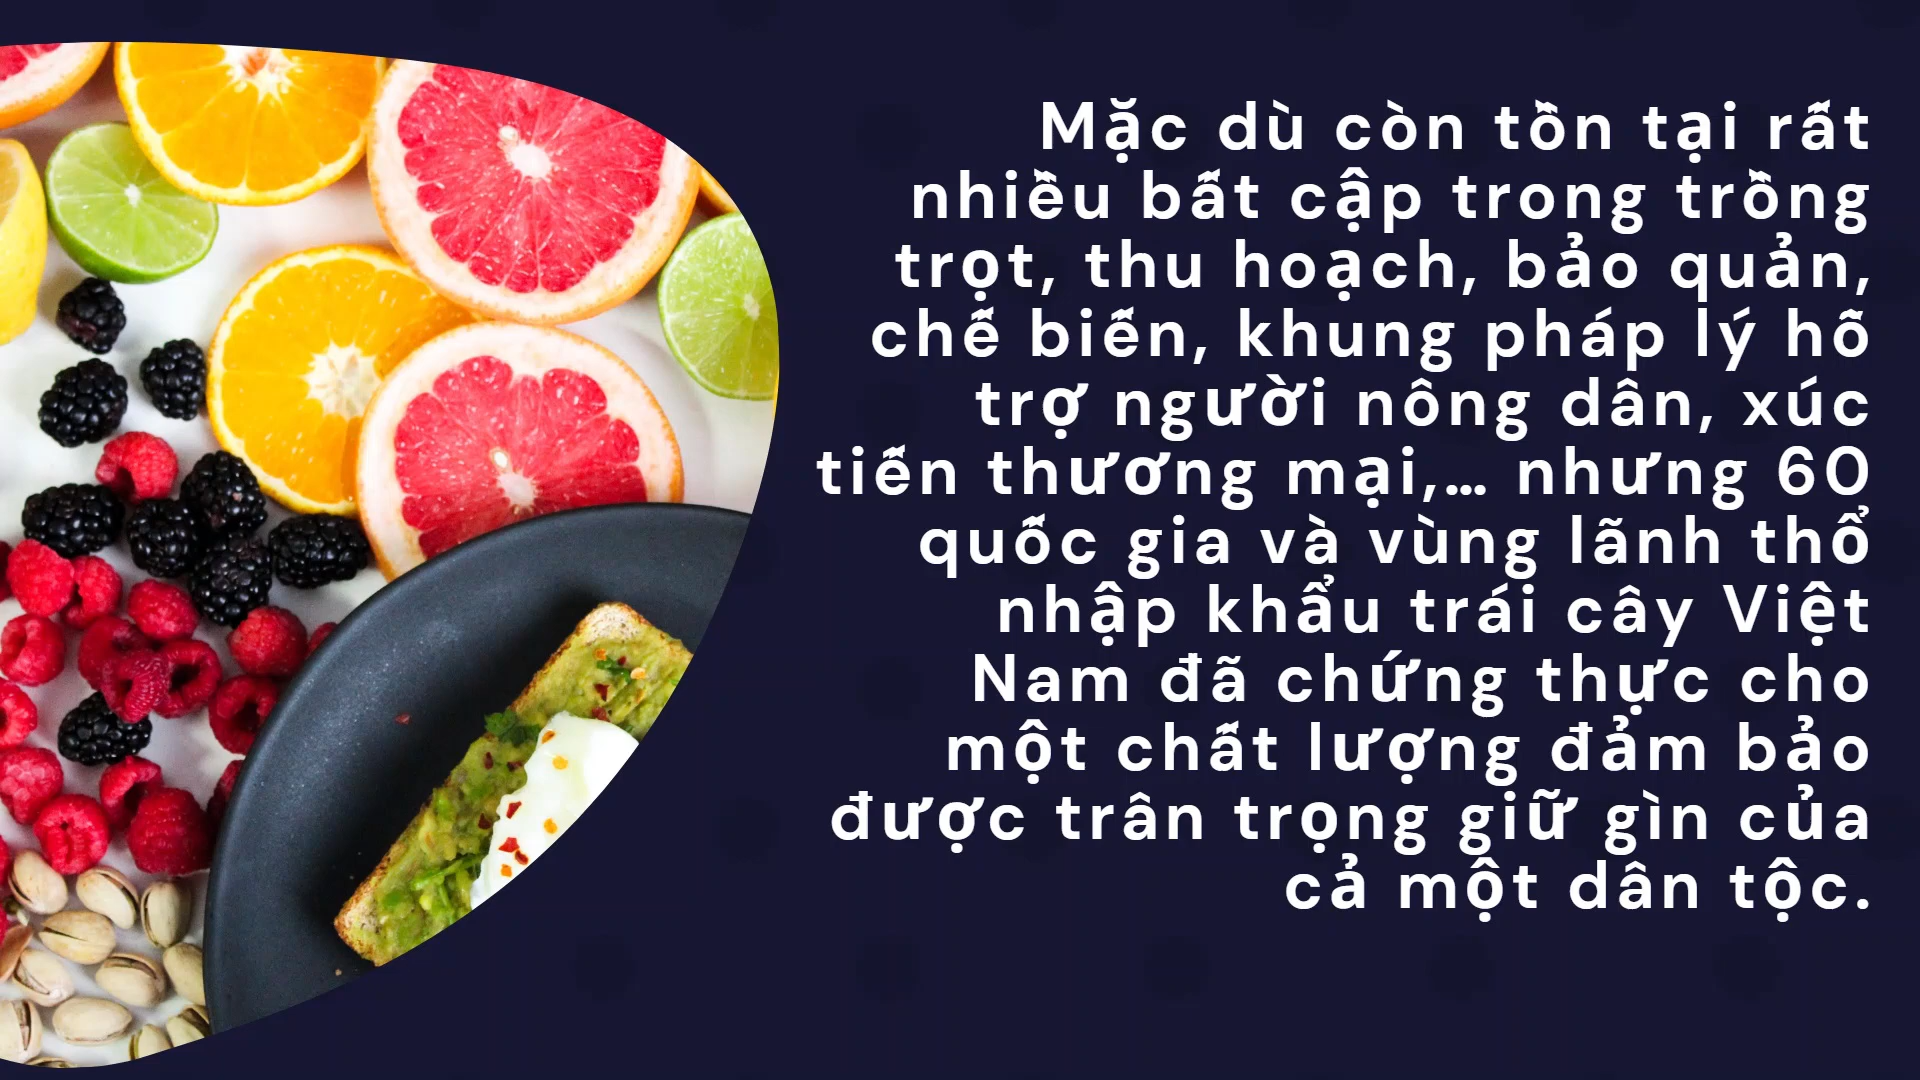 Mặc dù còn tồn tại rất
nhiều bất cập trong trồng
trọt, thu hoạch, bảo quản,
chế biến, khung pháp lý hỗ
trợ người nông dân, xúc
tiến thương mại,... nhưng 60
quốc gia và vùng lãnh thổ
nhập khẩu trái cây Việt
Nam đã chứng thực cho
một chất lượng đảm bảo
được trân trọng giữ gìn của
cả một dân tộc.